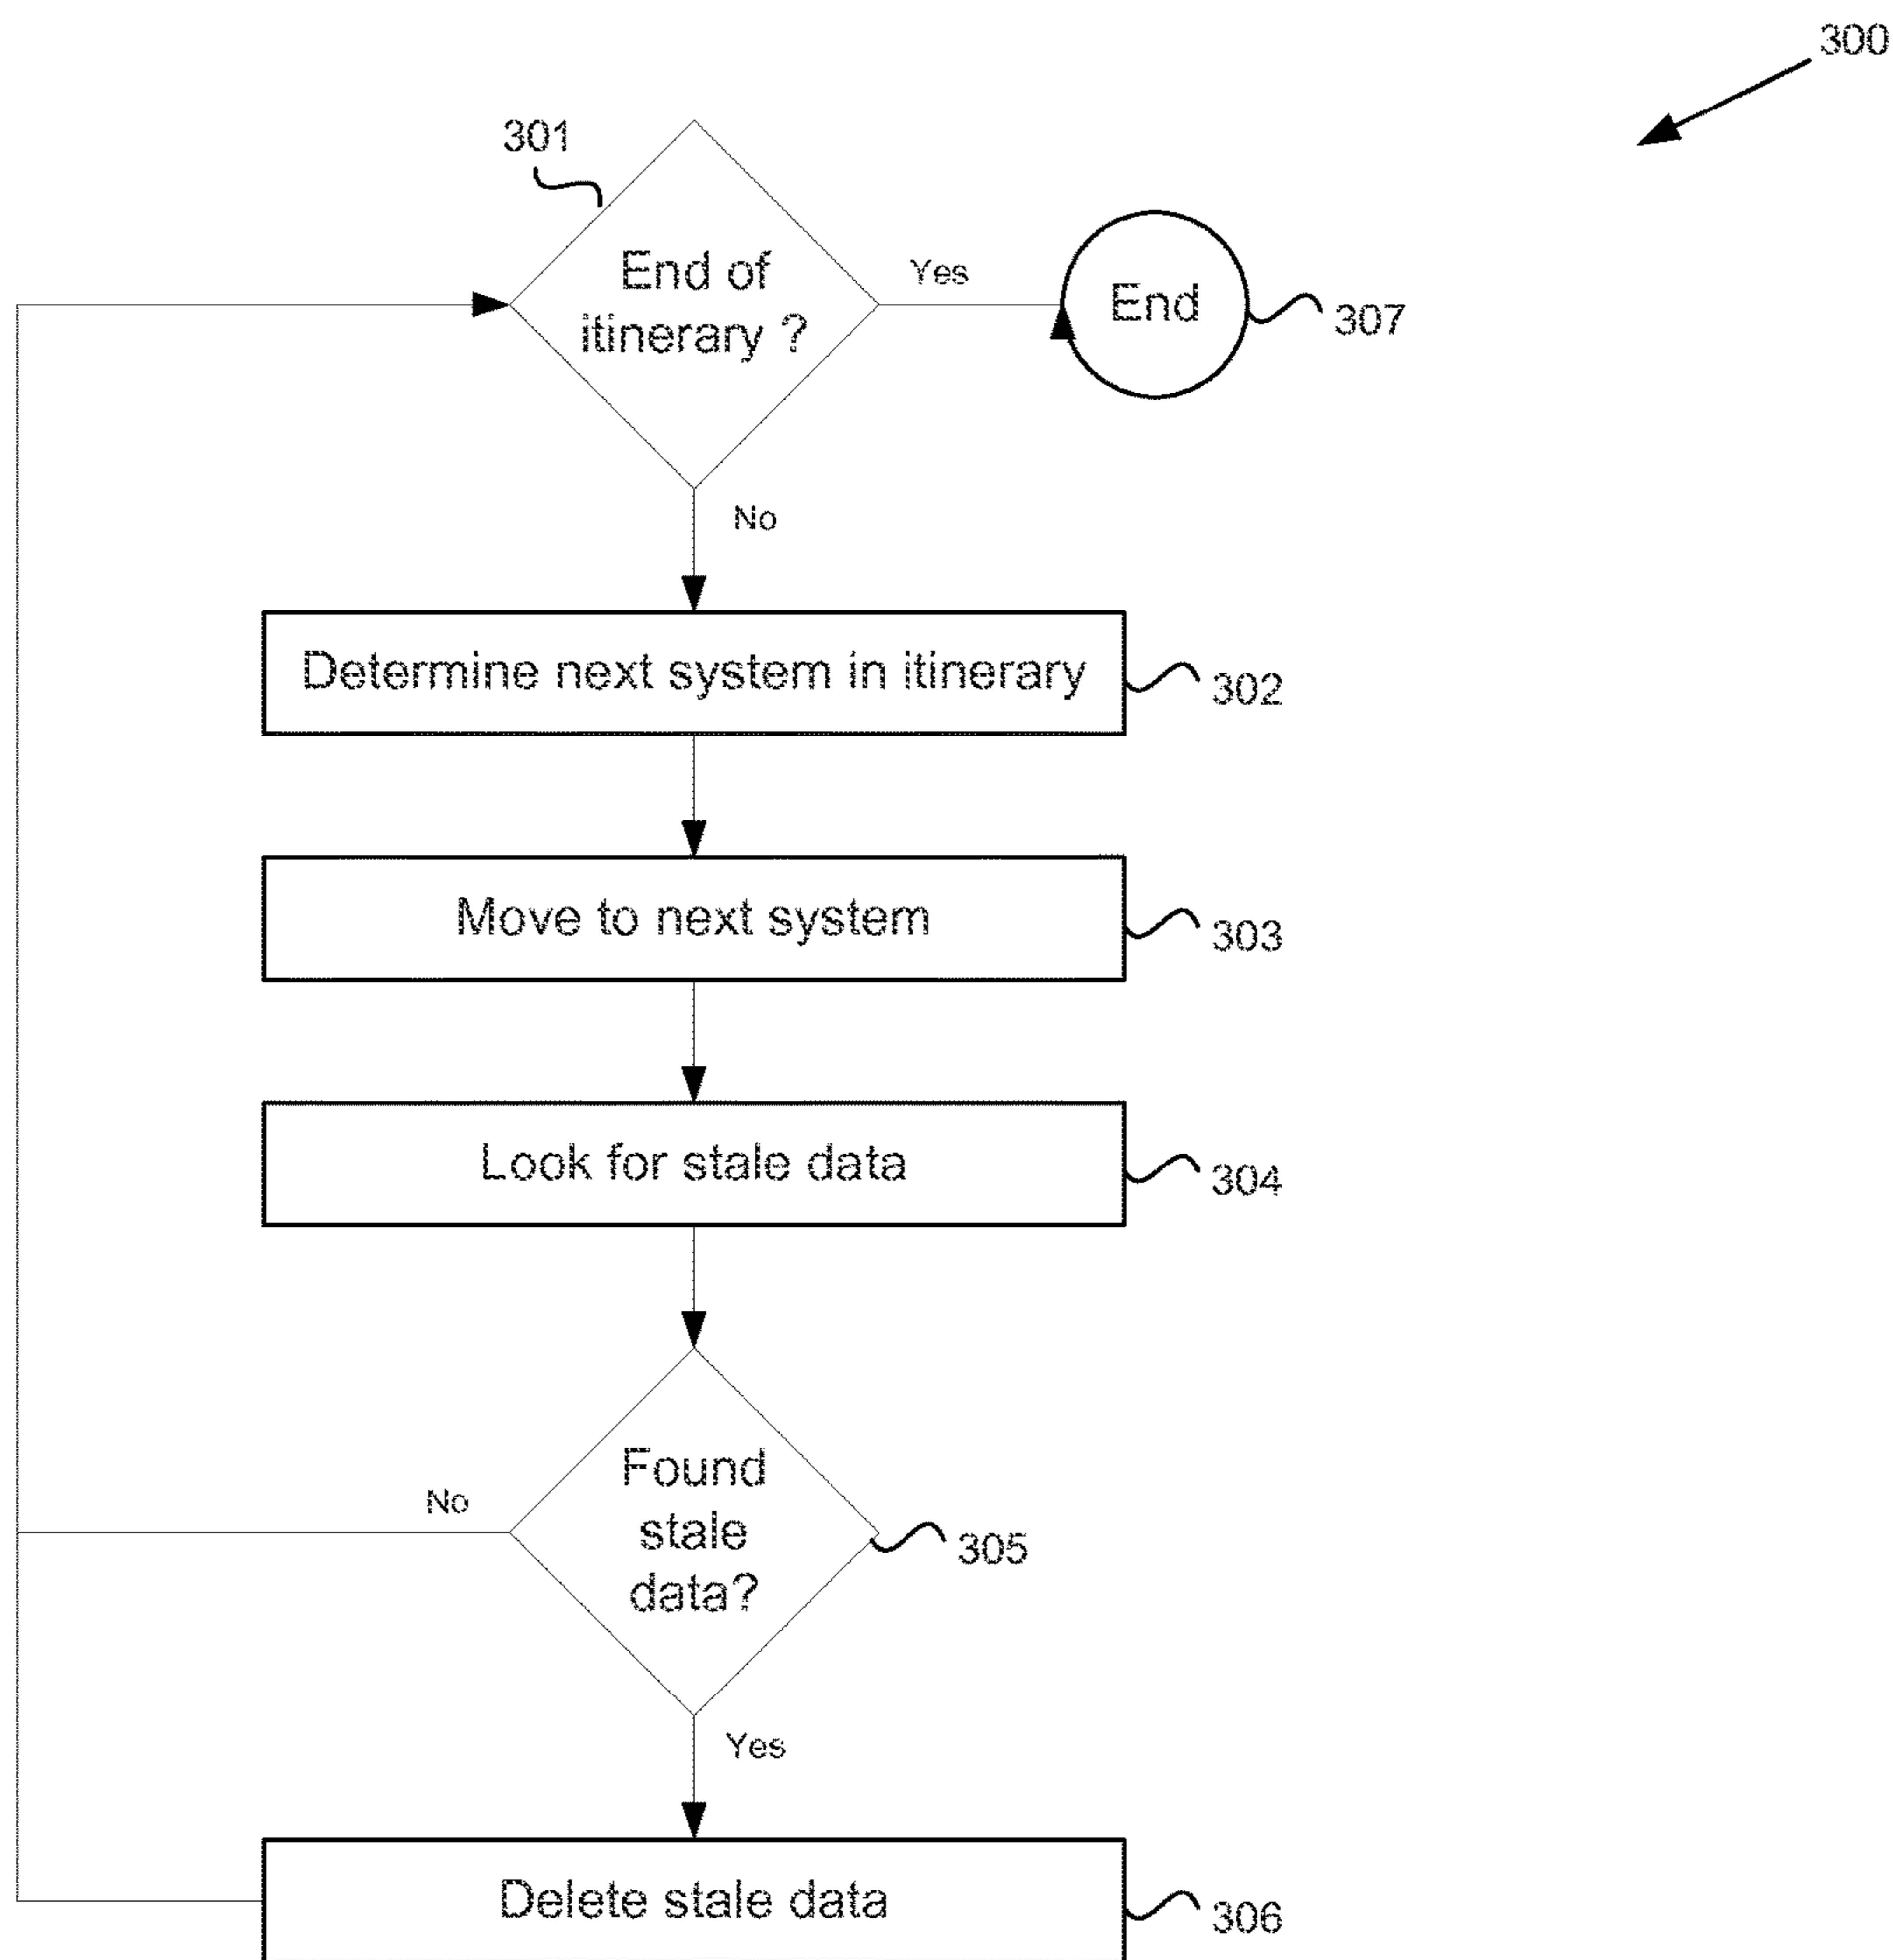 300
301
End of
itinerary ?
Yes
End
307
No
Determine next system in itinerary
302
Move to next system
303
Look for stale data
304
Found
stale
data?
No
305
Yes
Delete stale data
306